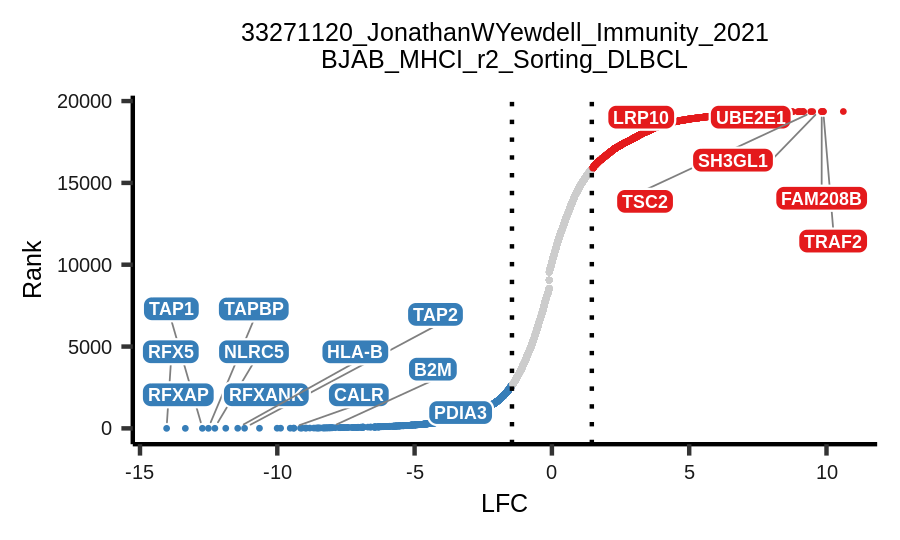 33271120_JonathanWYewdell_Immunity_2021
BJAB_MHCI_r2_Sorting_DLBCL
Rank
20000
15000
10000
5000
0
LRP10
UBE2E1
SH3GL1
TSC2
FAM208B
TRAF2
TAP1
TAPBP
TAP2
RFX5
NLRC5
HLA-B
B2M
RFXAP
RFXANK
CALR
PDIA3
-15
-10
-5
0
5
10
LFC